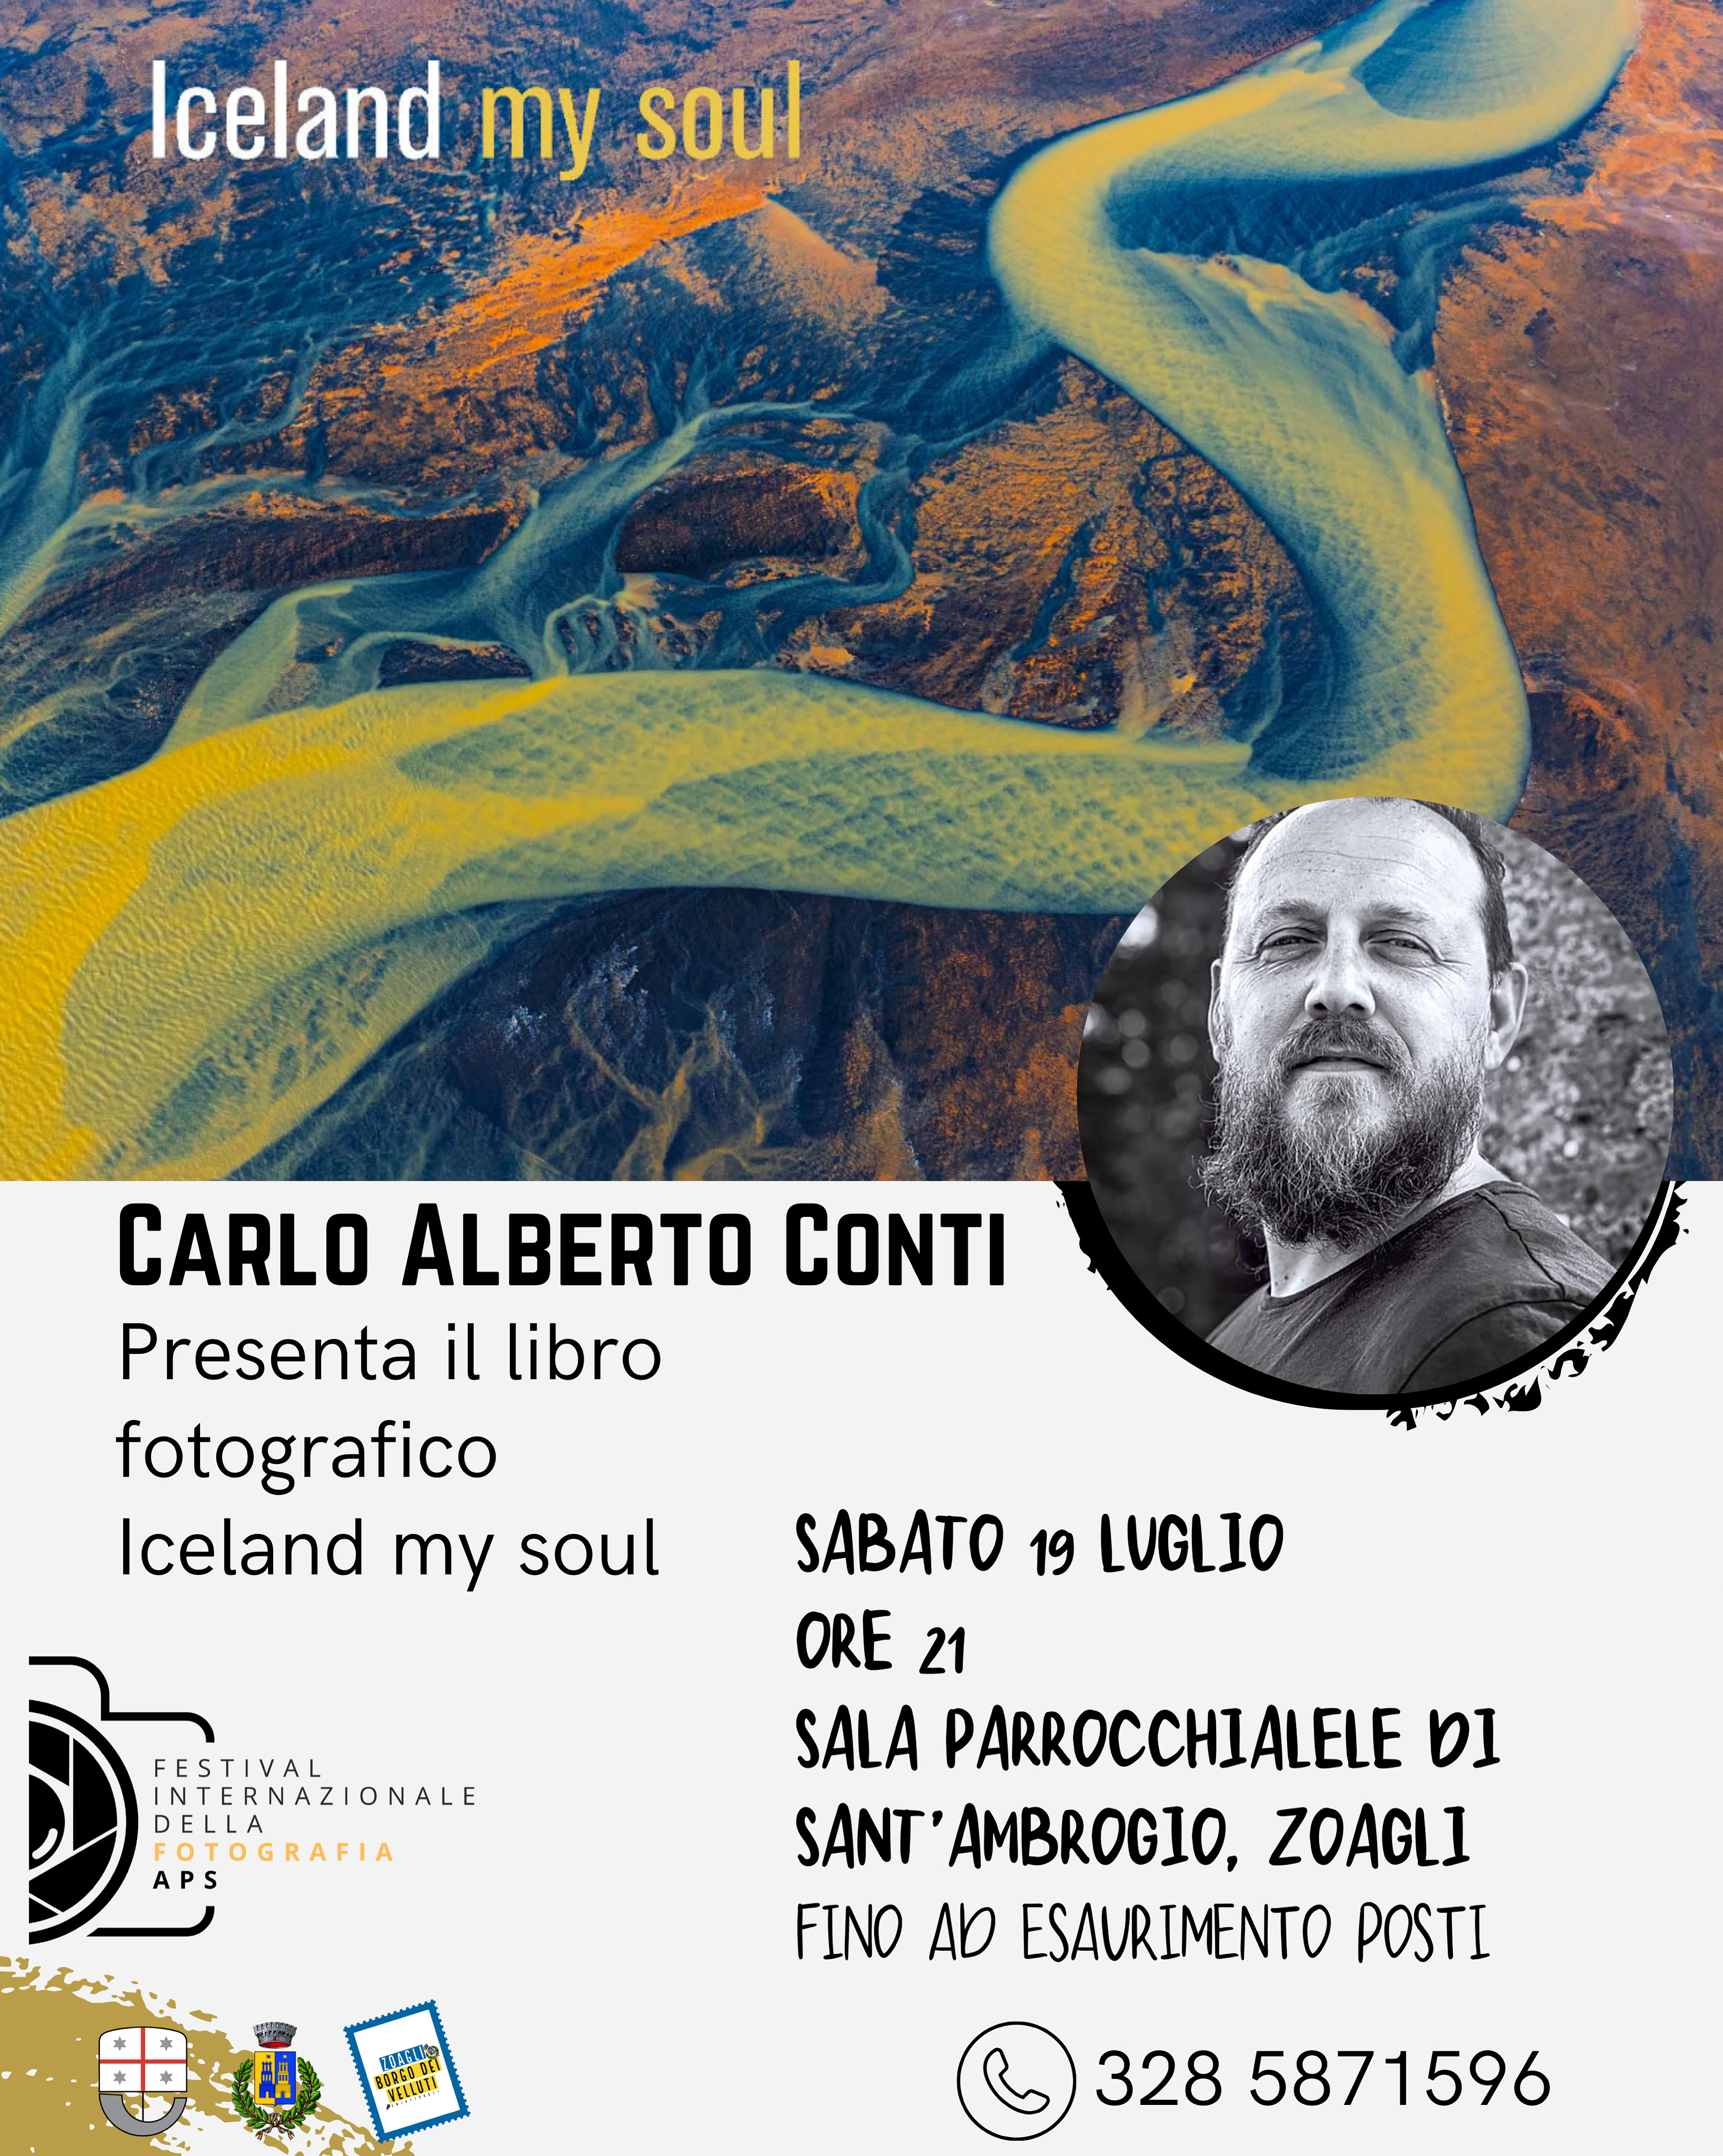 Iceland my soul
CARLO ALBERTO CONTI
Presenta il libro
fotografico
Iceland my soul
SABATO 19 LUGLIO
ORE 21
SALA PARROCCHIALELE DI
SANT'AMBROGIO, ZOAGLI
FINO AD ESAURIMENTO POSTI
FESTIVAL
INTERNAZIONALE
DELLA
FOTOGRAFIA
APS
ZOAGLI
BORGO DEI
VELLUTI
328 5871596